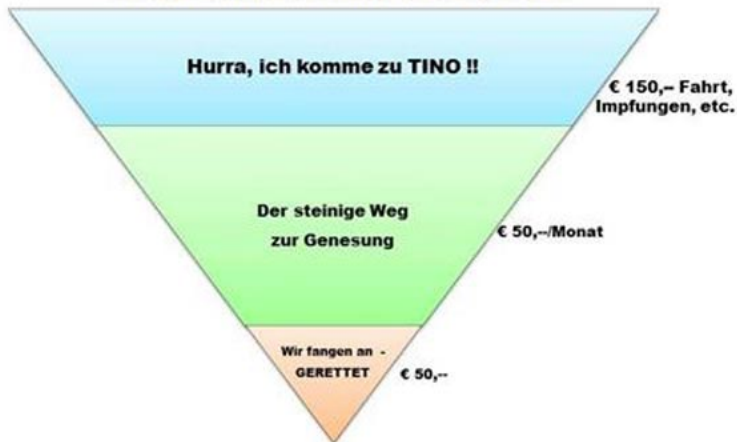 Hurra, ich komme zu TINO !!
€ 150,-- Fahrt,
Impfungen, etc.
Der steinige Weg
zur Genesung
€ 50,--/Monat
Wir fangen an -
GERETTET
€ 50,--